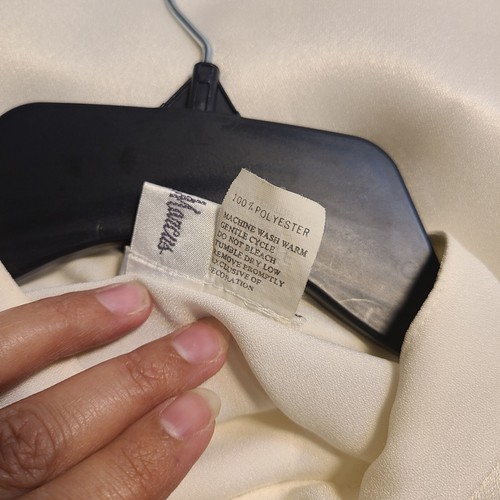 100% POLYESTER
MACHINE WASH WARM
GENTLE CYCLE
DO NOT BLEACH
TUMBLE DRY LOW
REMOVE PROMPTLY
EXCLUSIVE OF
DECORATION